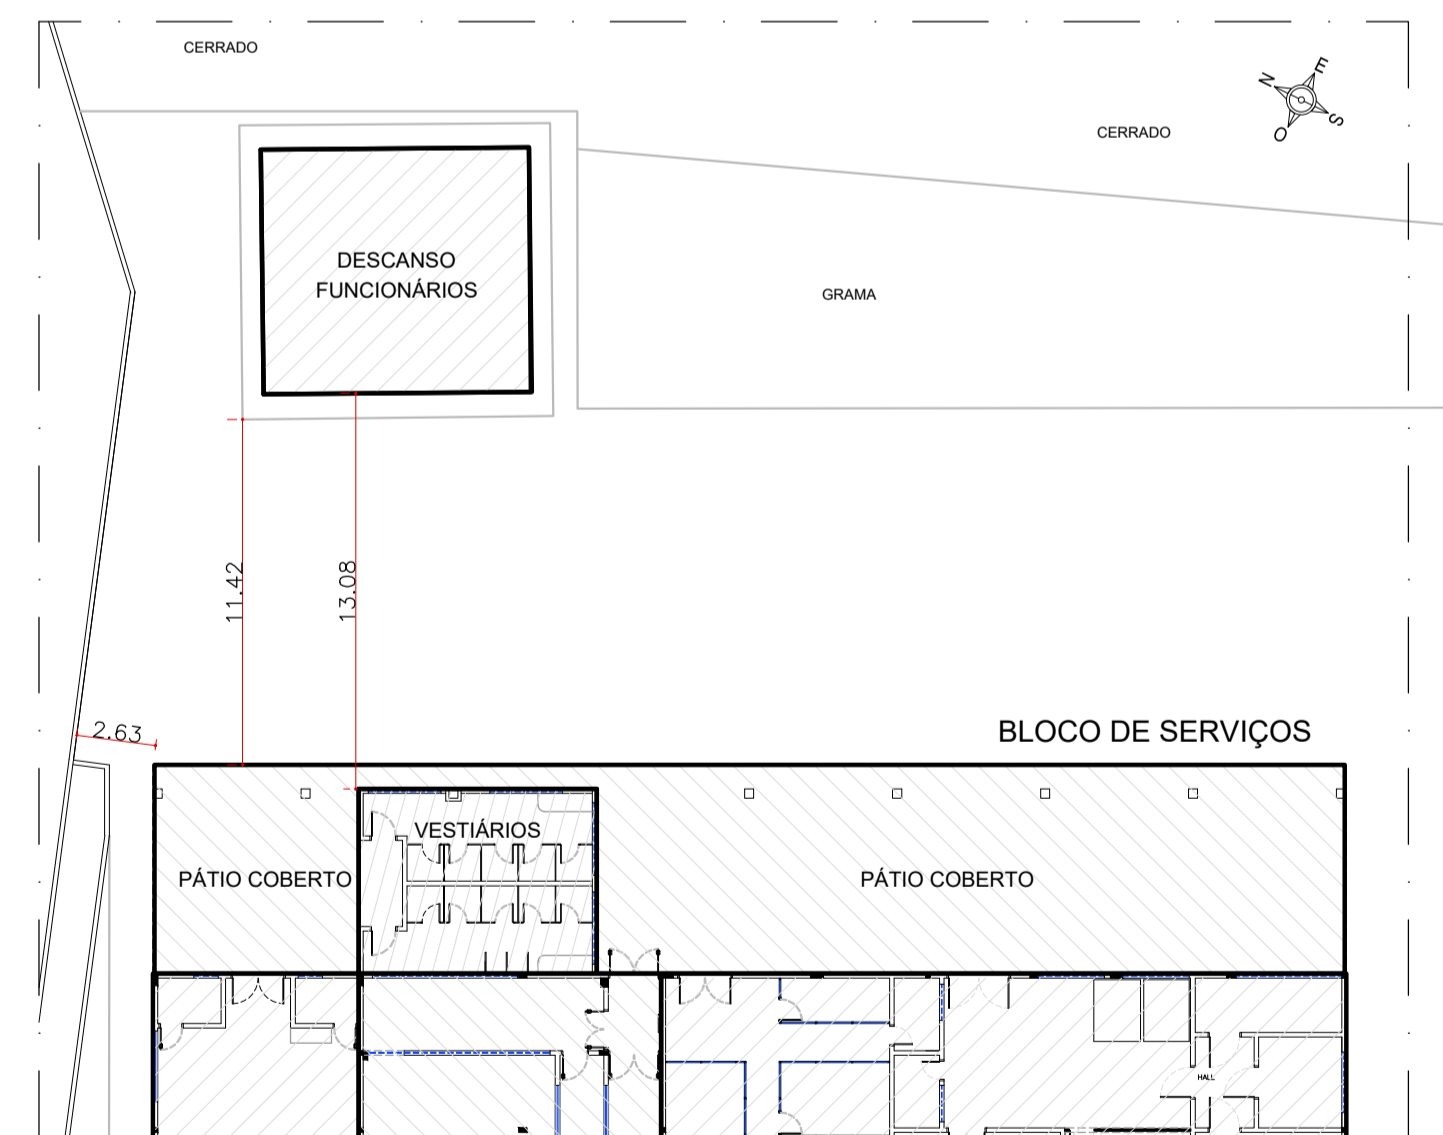 CERRADO
N
E
S
O
CERRADO
DESCANSO
FUNCIONÁRIOS
GRAMA
11.42
13.08
2.63
BLOCO DE SERVIÇOS
VESTIÁRIOS
PÁTIO COBERTO
PÁTIO COBERTO
HALL